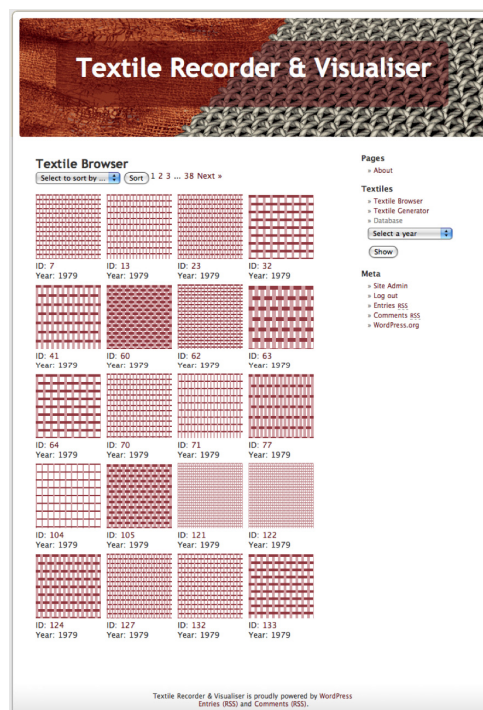 Textile Recorder & Visualiser
Textile Browser
Select to sort by ... Sort 1 2 3 ... 38 Next »
ID: 7 ID: 13 ID: 23 ID: 32
Year: 1979 Year: 1979 Year: 1979 Year: 1979
ID: 41 ID: 60 ID: 62 ID: 63
Year: 1979 Year: 1979 Year: 1979 Year: 1979
ID: 64 ID: 70 ID: 71 ID: 77
Year: 1979 Year: 1979 Year: 1979 Year: 1979
ID: 104 ID: 105 ID: 121 ID: 122
Year: 1979 Year: 1979 Year: 1979 Year: 1979
ID: 124 ID: 127 ID: 132 ID: 133
Year: 1979 Year: 1979 Year: 1979 Year: 1979
Pages
» About
Textiles
» Textile Browser
» Textile Generator
» Database
Select a year
Show
Meta
» Site Admin
» Log out
» Entries RSS
» Comments RSS
» WordPress.org
Textile Recorder & Visualiser is proudly powered by WordPress
Entries (RSS) and Comments (RSS).